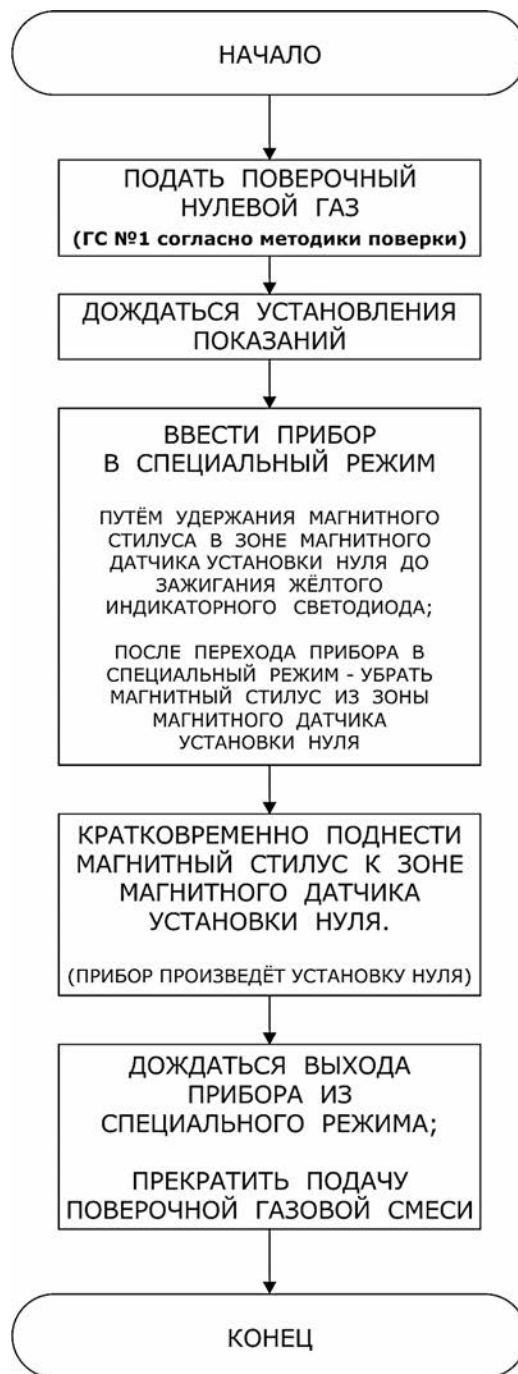 НАЧАЛО
ПОДАТЬ ПОВЕРОЧНЫЙ
НУЛЕВОЙ ГАЗ
(ГС №1 согласно методики поверки)
ДОЖДАТЬСЯ УСТАНОВЛЕНИЯ
ПОКАЗАНИЙ
ВВЕСТИ ПРИБОР
В СПЕЦИАЛЬНЫЙ РЕЖИМ
ПУТЁМ УДЕРЖАНИЯ МАГНИТНОГО
СТИЛУСА В ЗОНЕ МАГНИТНОГО
ДАТЧИКА УСТАНОВКИ НУЛЯ ДО
ЗАЖИГАНИЯ ЖЁЛТОГО
ИНДИКАТОРНОГО СВЕТОДИОДА;
ПОСЛЕ ПЕРЕХОДА ПРИБОРА В
СПЕЦИАЛЬНЫЙ РЕЖИМ - УБРАТЬ
МАГНИТНЫЙ СТИЛУС ИЗ ЗОНЫ
МАГНИТНОГО ДАТЧИКА
УСТАНОВКИ НУЛЯ
КРАТКОВРЕМЕННО ПОДНЕСТИ
МАГНИТНЫЙ СТИЛУС К ЗОНЕ
МАГНИТНОГО ДАТЧИКА
УСТАНОВКИ НУЛЯ.
(ПРИБОР ПРОИЗВЕДЁТ УСТАНОВКУ НУЛЯ)
ДОЖДАТЬСЯ ВЫХОДА
ПРИБОРА ИЗ
СПЕЦИАЛЬНОГО РЕЖИМА;
ПРЕКРАТИТЬ ПОДАЧУ
ПОВЕРОЧНОЙ ГАЗОВОЙ СМЕСИ
КОНЕЦ